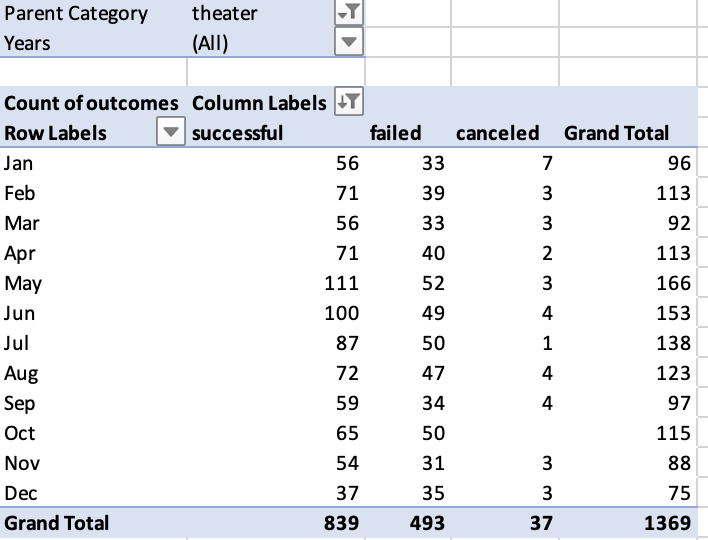 Parent Category theater
Years (All)
Count of outcomes Column Labels
Row Labels successful failed canceled Grand Total
Jan 56 33 7 96
Feb 71 39 3 113
Mar 56 33 3 92
Apr 71 40 2 113
May 111 52 3 166
Jun 100 49 4 153
Jul 87 50 1 138
Aug 72 47 4 123
Sep 59 34 4 97
Oct 65 50 115
Nov 54 31 3 88
Dec 37 35 3 75
Grand Total 839 493 37 1369